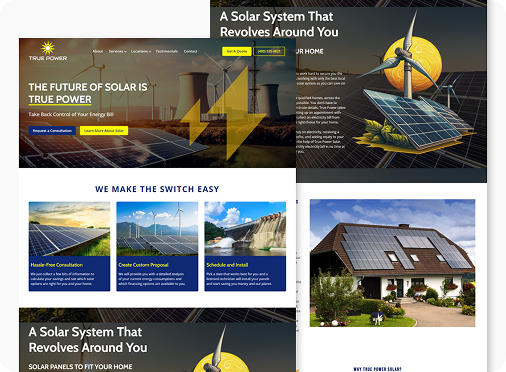 TRUE POWER
About Services Locations Testimonials Contact
Get A Quote
THE FUTURE OF SOLAR IS
TRUE POWER
Take Back Control of Your Energy Bill
Request a Consultation
Learn More About Solar
WE MAKE THE SWITCH EASY
Hassle-Free Consultation
We just collect a few bits of information to
calculate your savings and see which solar
options are right for you and your home.
Create Custom Proposal
We will provide you with a detailed analysis
of your current energy consumptions and
which financing options are available to you.
Schedule and Install
Pick a date that works best for you and a
licensed technician will install your panels
and start saving you money and our planet.
A Solar System That
Revolves Around You
SOLAR PANELS TO FIT YOUR HOME
A Solar System That
Revolves Around You
YOUR HOME
WHY TRUE POWER SOLAR?